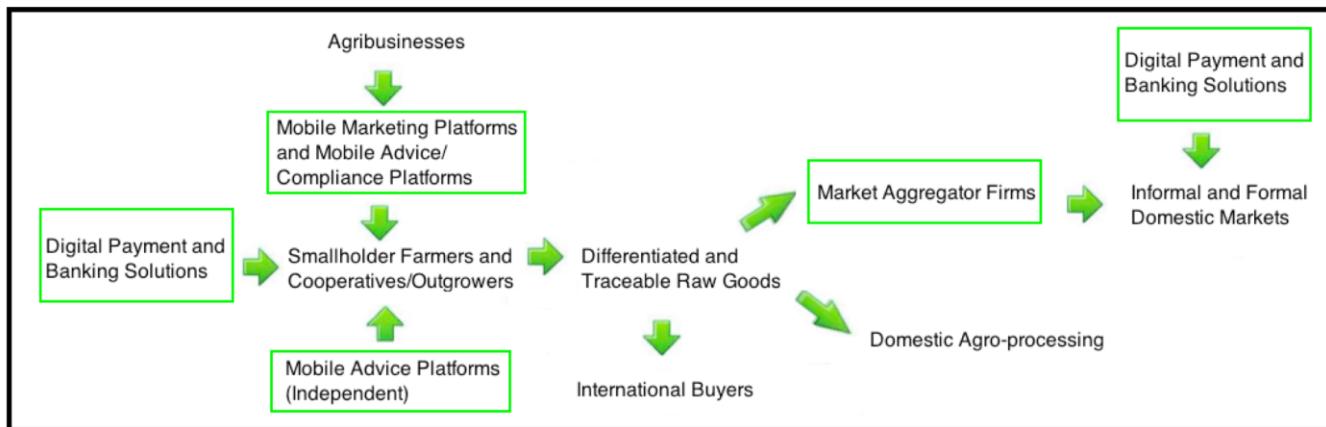 Agribusinesses
Mobile Marketing Platforms
and Mobile Advice/
Compliance Platforms
Digital Payment and
Banking Solutions
Smallholder Farmers and
Cooperatives/Outgrowers
Mobile Advice Platforms
(Independent)
Differentiated and
Traceable Raw Goods
International Buyers
Market Aggregator Firms
Domestic Agro-processing
Digital Payment and
Banking Solutions
Informal and Formal
Domestic Markets